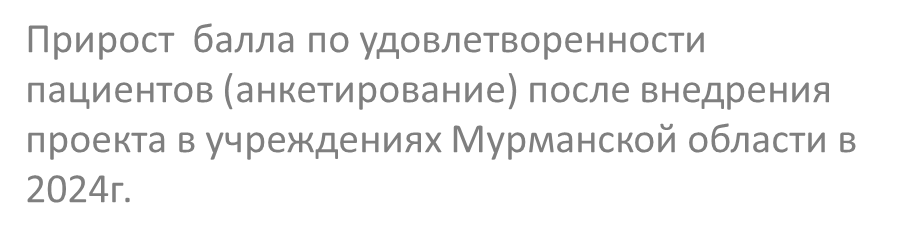 Прирост  балла по удовлетворенности
пациентов (анкетирование) после внедрения
проекта в учреждениях Мурманской области в
2024г.